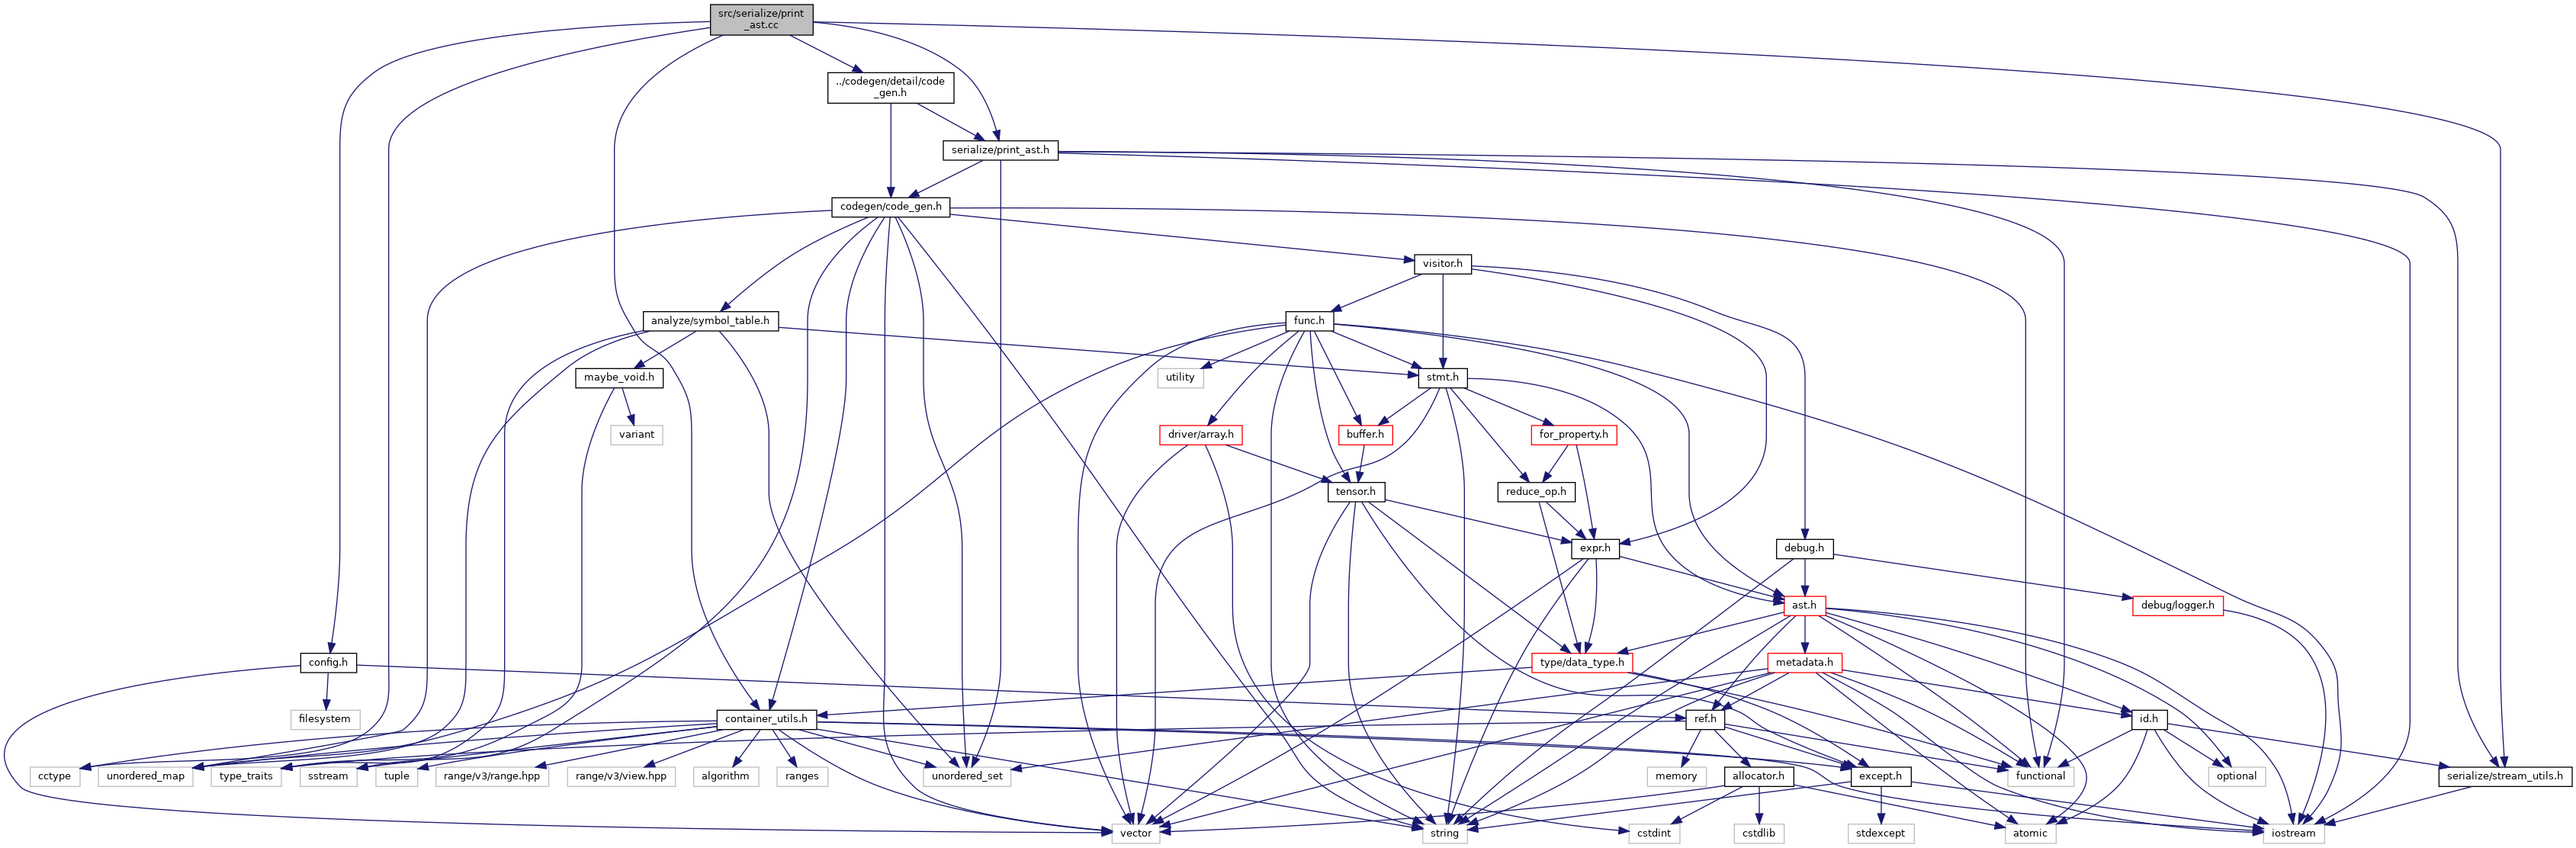 src/serialize/print
_ast.cc
../codegen/detail/code
_gen.h
serialize/print_ast.h
codegen/code_gen.h
visitor.h
analyze/symbol_table.h
func.h
maybe_void.h
utility
stmt.h
variant
driver/array.h
buffer.h
for_property.h
tensor.h
reduce_op.h
expr.h
debug.h
ast.h
debug/logger.h
config.h
type/data_type.h
metadata.h
filesystem
container_utils.h
ref.h
id.h
cctype
unordered_map
type_traits
sstream
tuple
range/v3/range.hpp
range/v3/view.hpp
algorithm
ranges
unordered_set
memory
allocator.h
except.h
functional
optional
serialize/stream_utils.h
vector
string
cstdint
cstdlib
stdexcept
atomic
iostream